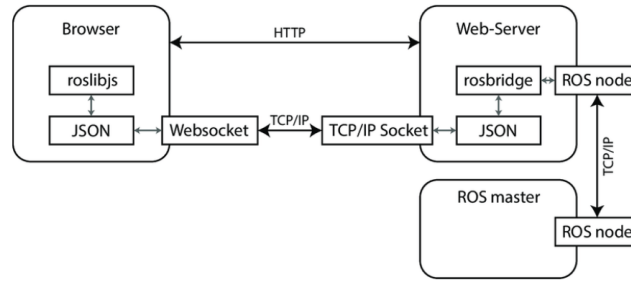 Browser
HTTP
Web-Server
roslibjs
rosbridge
ROS node
JSON
Websocket
TCP/IP
TCP/IP Socket
JSON
TCP/IP
ROS master
ROS node